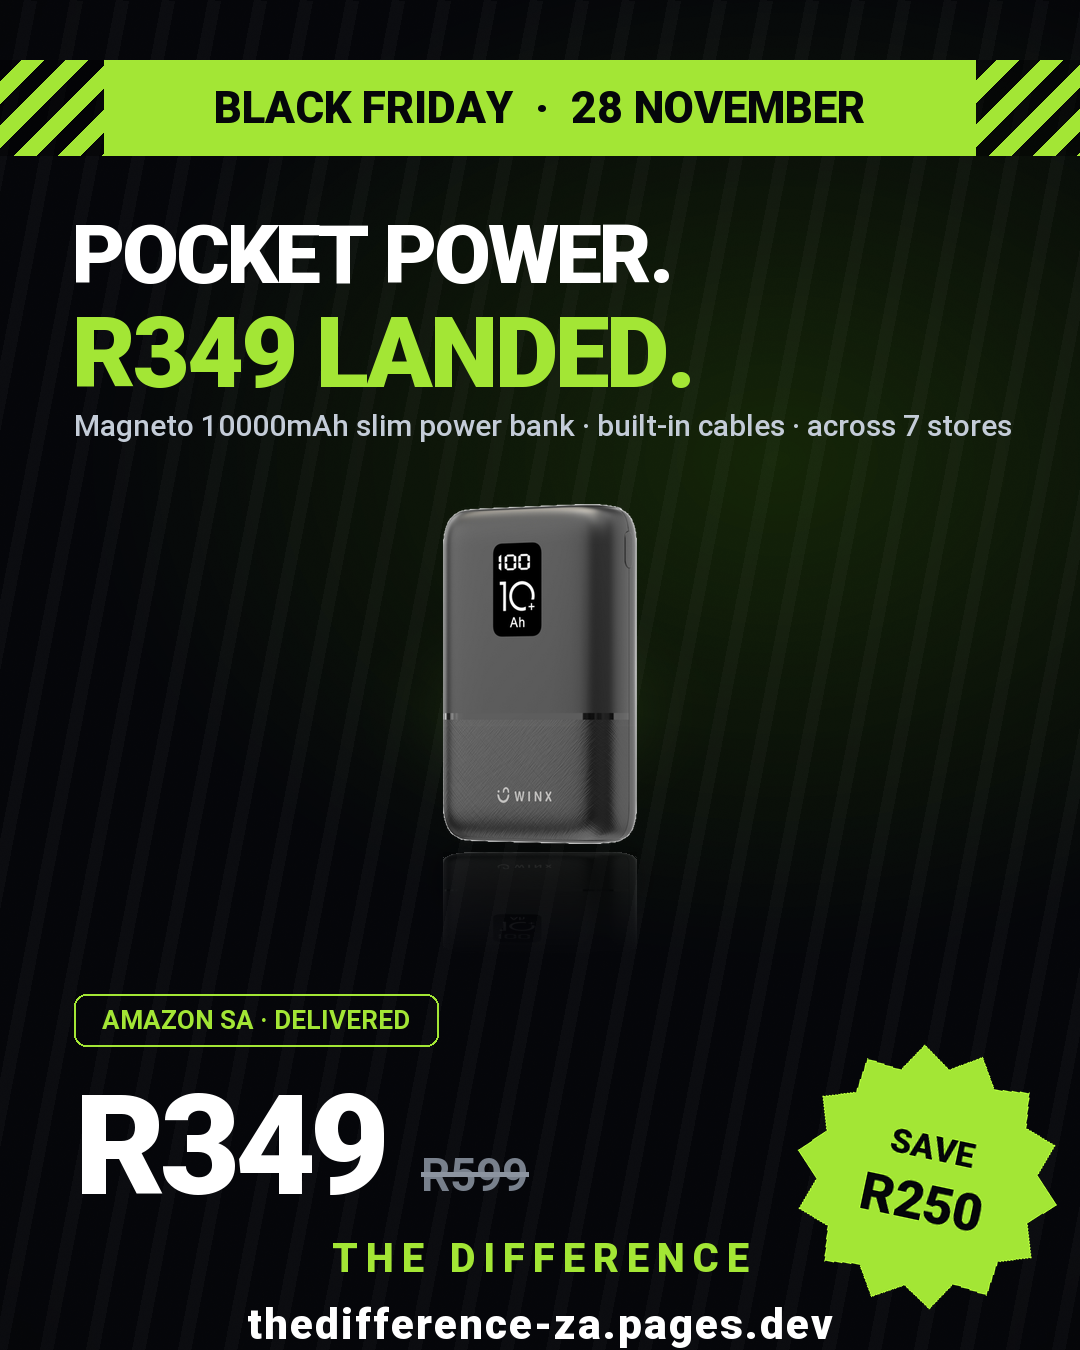 BLACK FRIDAY · 28 NOVEMBER
POCKET POWER.
R349 LANDED.
Magneto 10000mAh slim power bank · built-in cables · across 7 stores
100
10+
Ah
WINX
AMAZON SA · DELIVERED
R349 R599
SAVE
R250
THE DIFFERENCE
thedifference-za.pages.dev